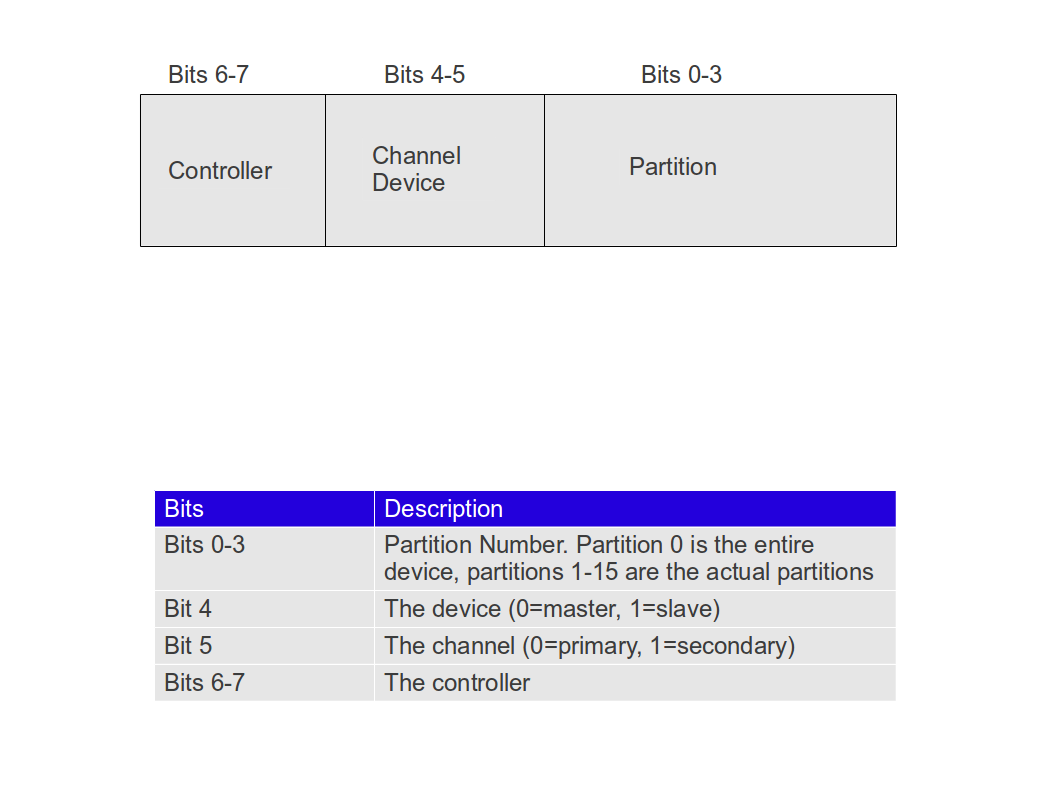 Bits 6-7 Bits 4-5 Bits 0-3
Controller
Channel
Device
Partition
Bits Description
Bits 0-3 Partition Number. Partition 0 is the entire
device, partitions 1-15 are the actual partitions
Bit 4 The device (0=master, 1=slave)
Bit 5 The channel (0=primary, 1=secondary)
Bits 6-7 The controller